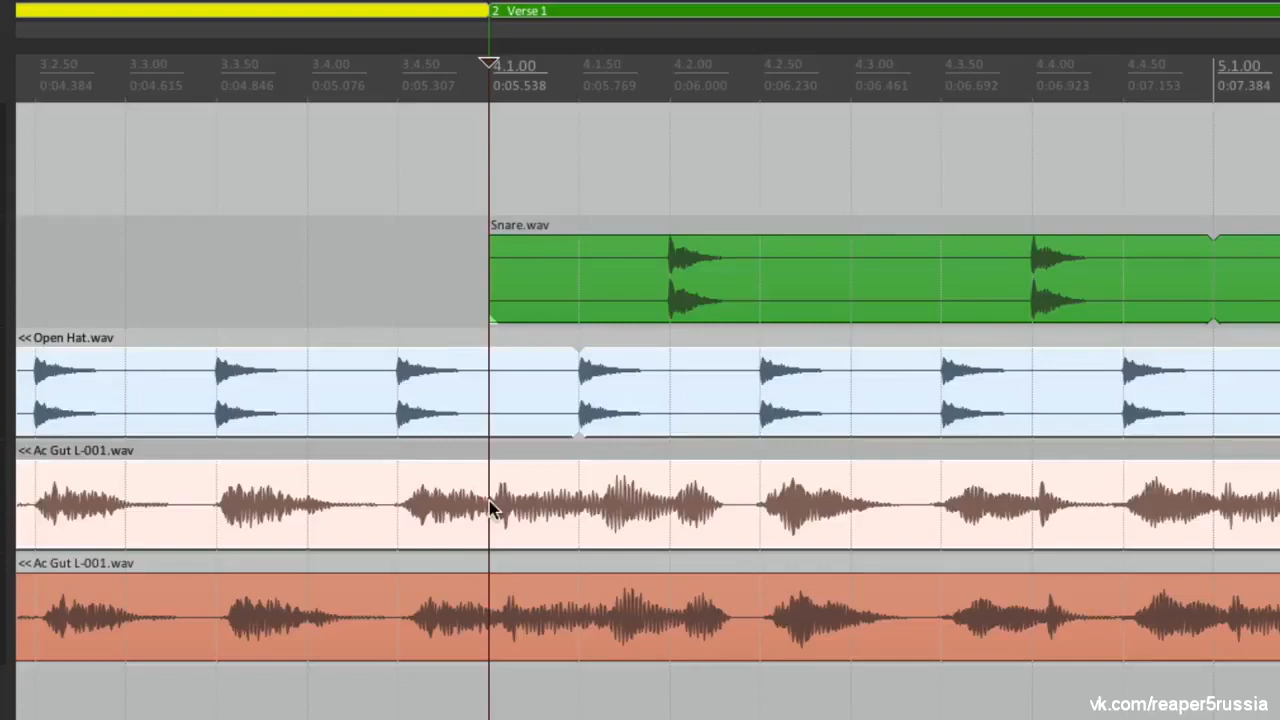 2 Verse 1
3.2.50 3.3.00 3.3.50 3.4.00 3.4.50 4.1.00 4.1.50 4.2.00 4.2.50 4.3.00 4.3.50 4.4.00 4.4.50 5.1.00
0:04.384 0:04.615 0:04.846 0:05.076 0:05.307 0:05.538 0:05.769 0:06.000 0:06.230 0:06.461 0:06.692 0:06.923 0:07.153 0:07.384
Snare.wav
<< Open Hat.wav
<< Ac Gut L-001.wav
<< Ac Gut L-001.wav
vk.com/reaper5russia